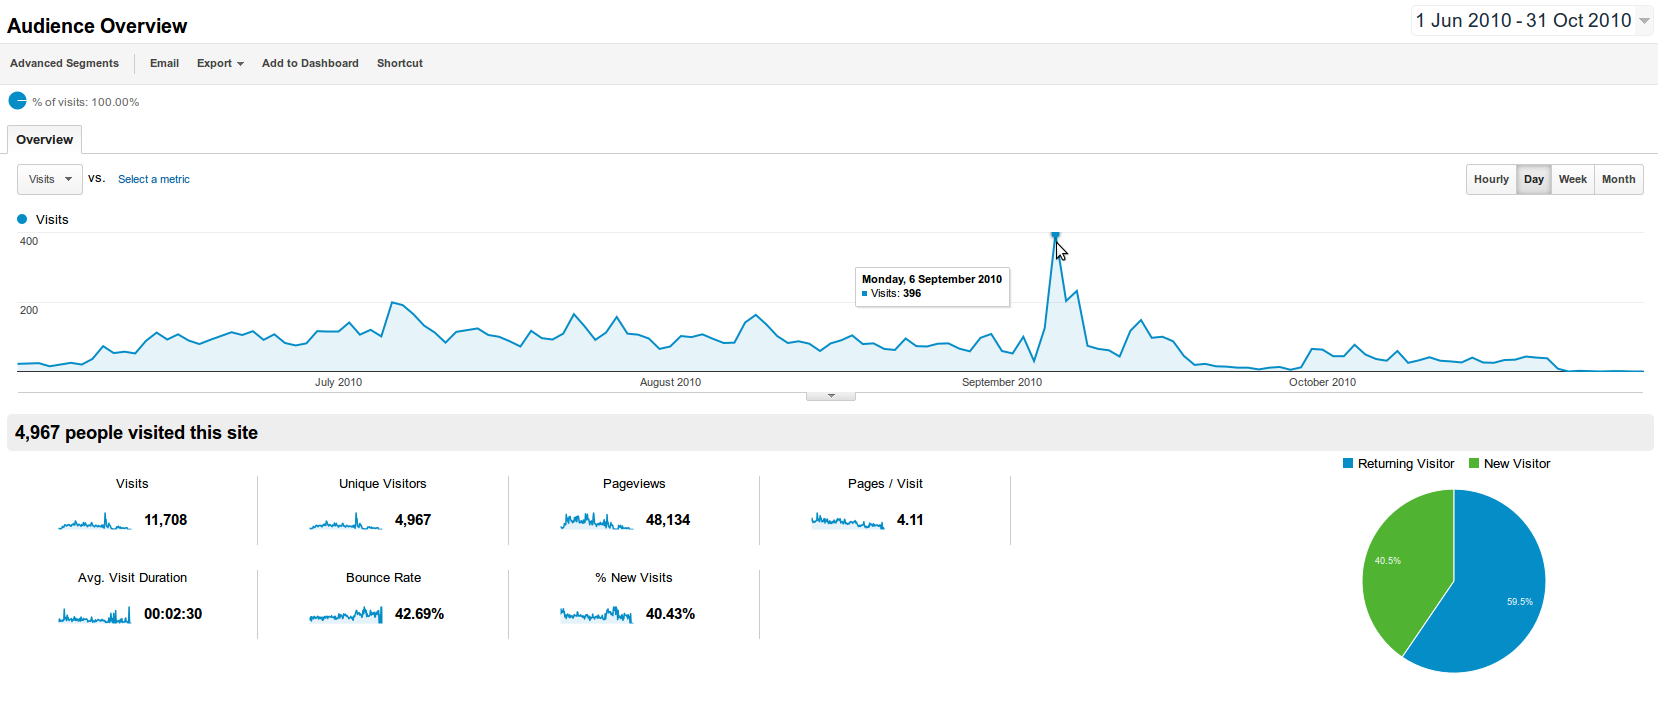 Audience Overview
1 Jun 2010 - 31 Oct 2010
Advanced Segments Email Export Add to Dashboard Shortcut
% of visits: 100.00%
Overview
Visits vs. Select a metric
Hourly Day Week Month
Visits
400
200
Monday, 6 September 2010
Visits: 396
July 2010 August 2010 September 2010 October 2010
4,967 people visited this site
Returning Visitor New Visitor
Visits Unique Visitors Pageviews Pages / Visit
11,708 4,967 48,134 4.11
Avg. Visit Duration Bounce Rate % New Visits
00:02:30 42.69% 40.43%
40.5%
59.5%